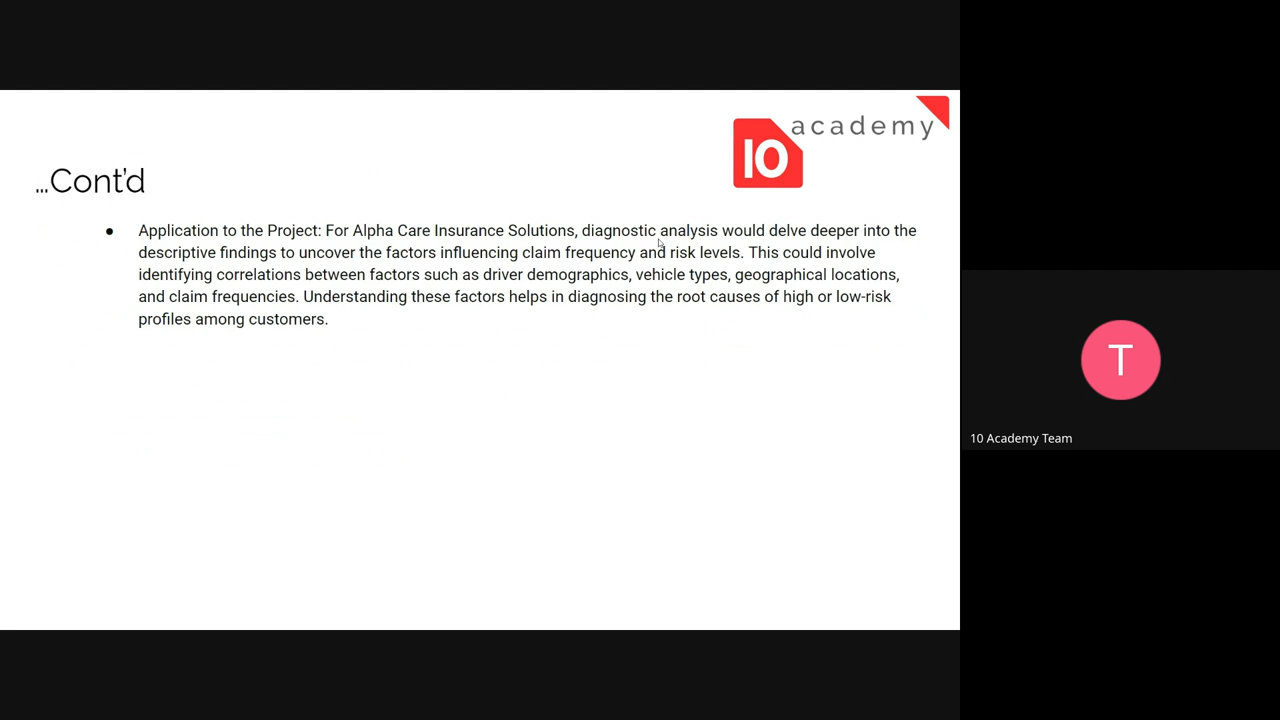 academy
10
...Cont'd
● Application to the Project: For Alpha Care Insurance Solutions, diagnostic analysis would delve deeper into the
descriptive findings to uncover the factors influencing claim frequency and risk levels. This could involve
identifying correlations between factors such as driver demographics, vehicle types, geographical locations,
and claim frequencies. Understanding these factors helps in diagnosing the root causes of high or low-risk
profiles among customers.
T
10 Academy Team